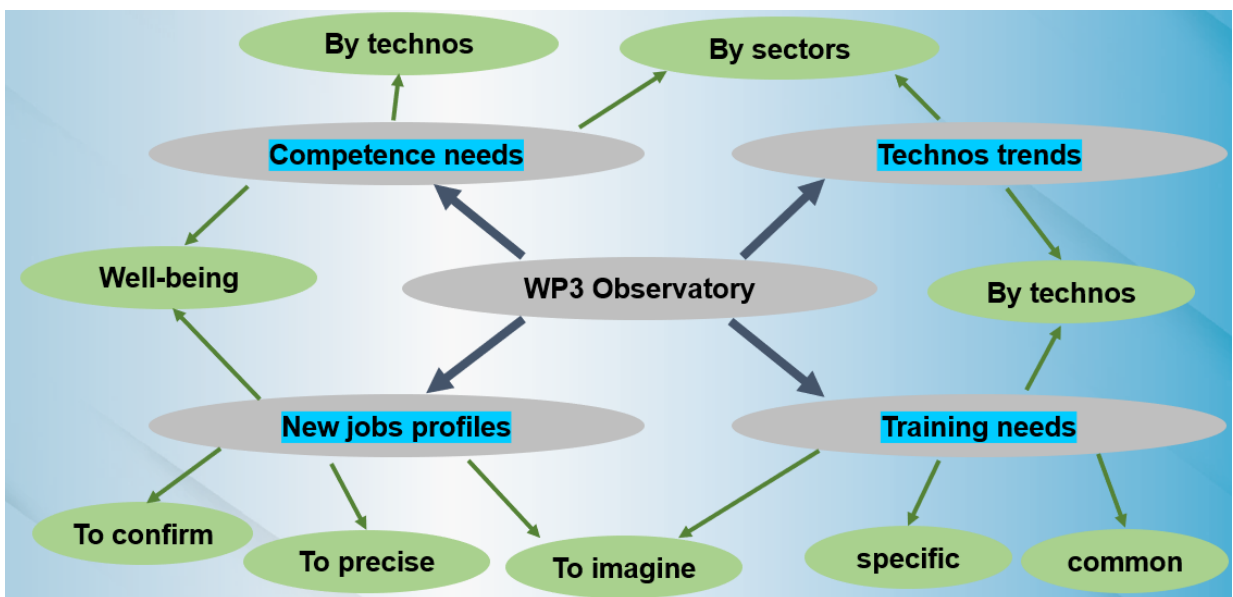 By technos
By sectors
Competence needs
Technos trends
Well-being
WP3 Observatory
By technos
New jobs profiles
Training needs
To confirm
To precise
To imagine
specific
common